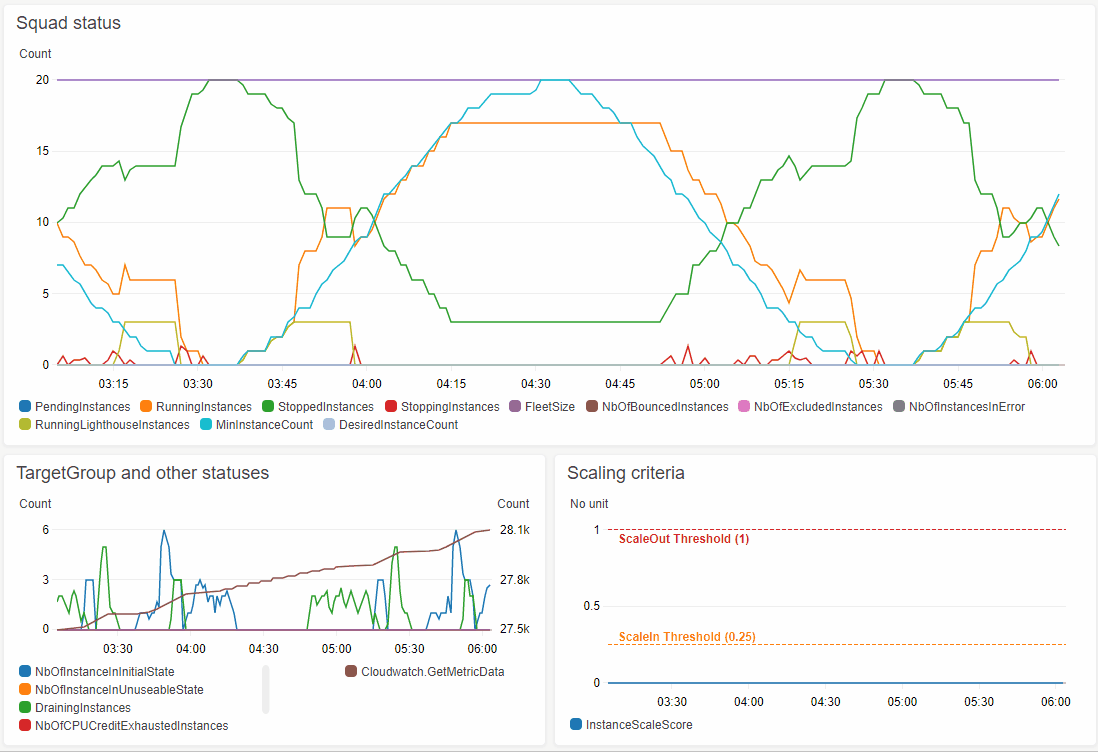 Squad status
Count
20
15
10
5
0
03:15 03:30 03:45 04:00 04:15 04:30 04:45 05:00 05:15 05:30 05:45 06:00
PendingInstances RunningInstances StoppedInstances StoppingInstances FleetSize NbOfBouncedInstances NbOfExcludedInstances NbOfInstancesInError
RunningLighthouseInstances MinInstanceCount DesiredInstanceCount
TargetGroup and other statuses
Count Count
6 28.1k
3 27.8k
0 27.5k
03:30 04:00 04:30 05:00 05:30 06:00
NbOfInstanceInInitialState Cloudwatch.GetMetricData
NbOfInstanceInUnuseableState
DrainingInstances
NbOfCPUCreditExhaustedInstances
Scaling criteria
No unit
1
ScaleOut Threshold (1)
0.5
ScaleIn Threshold (0.25)
0
03:30 04:00 04:30 05:00 05:30 06:00
InstanceScaleScore